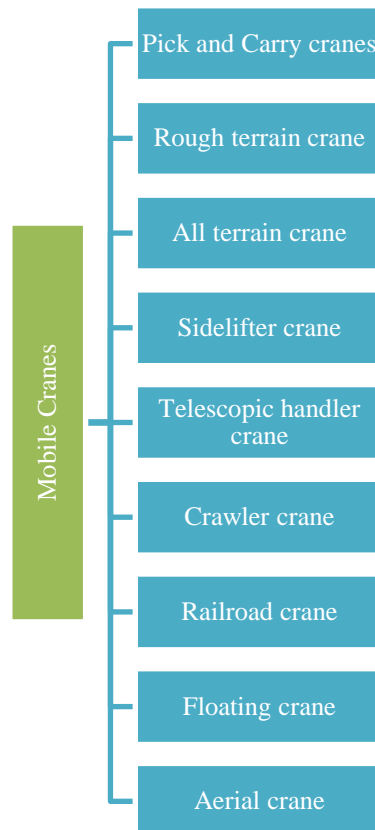 Mobile Cranes
Pick and Carry cranes
Rough terrain crane
All terrain crane
Sidelifter crane
Telescopic handler
crane
Crawler crane
Railroad crane
Floating crane
Aerial crane